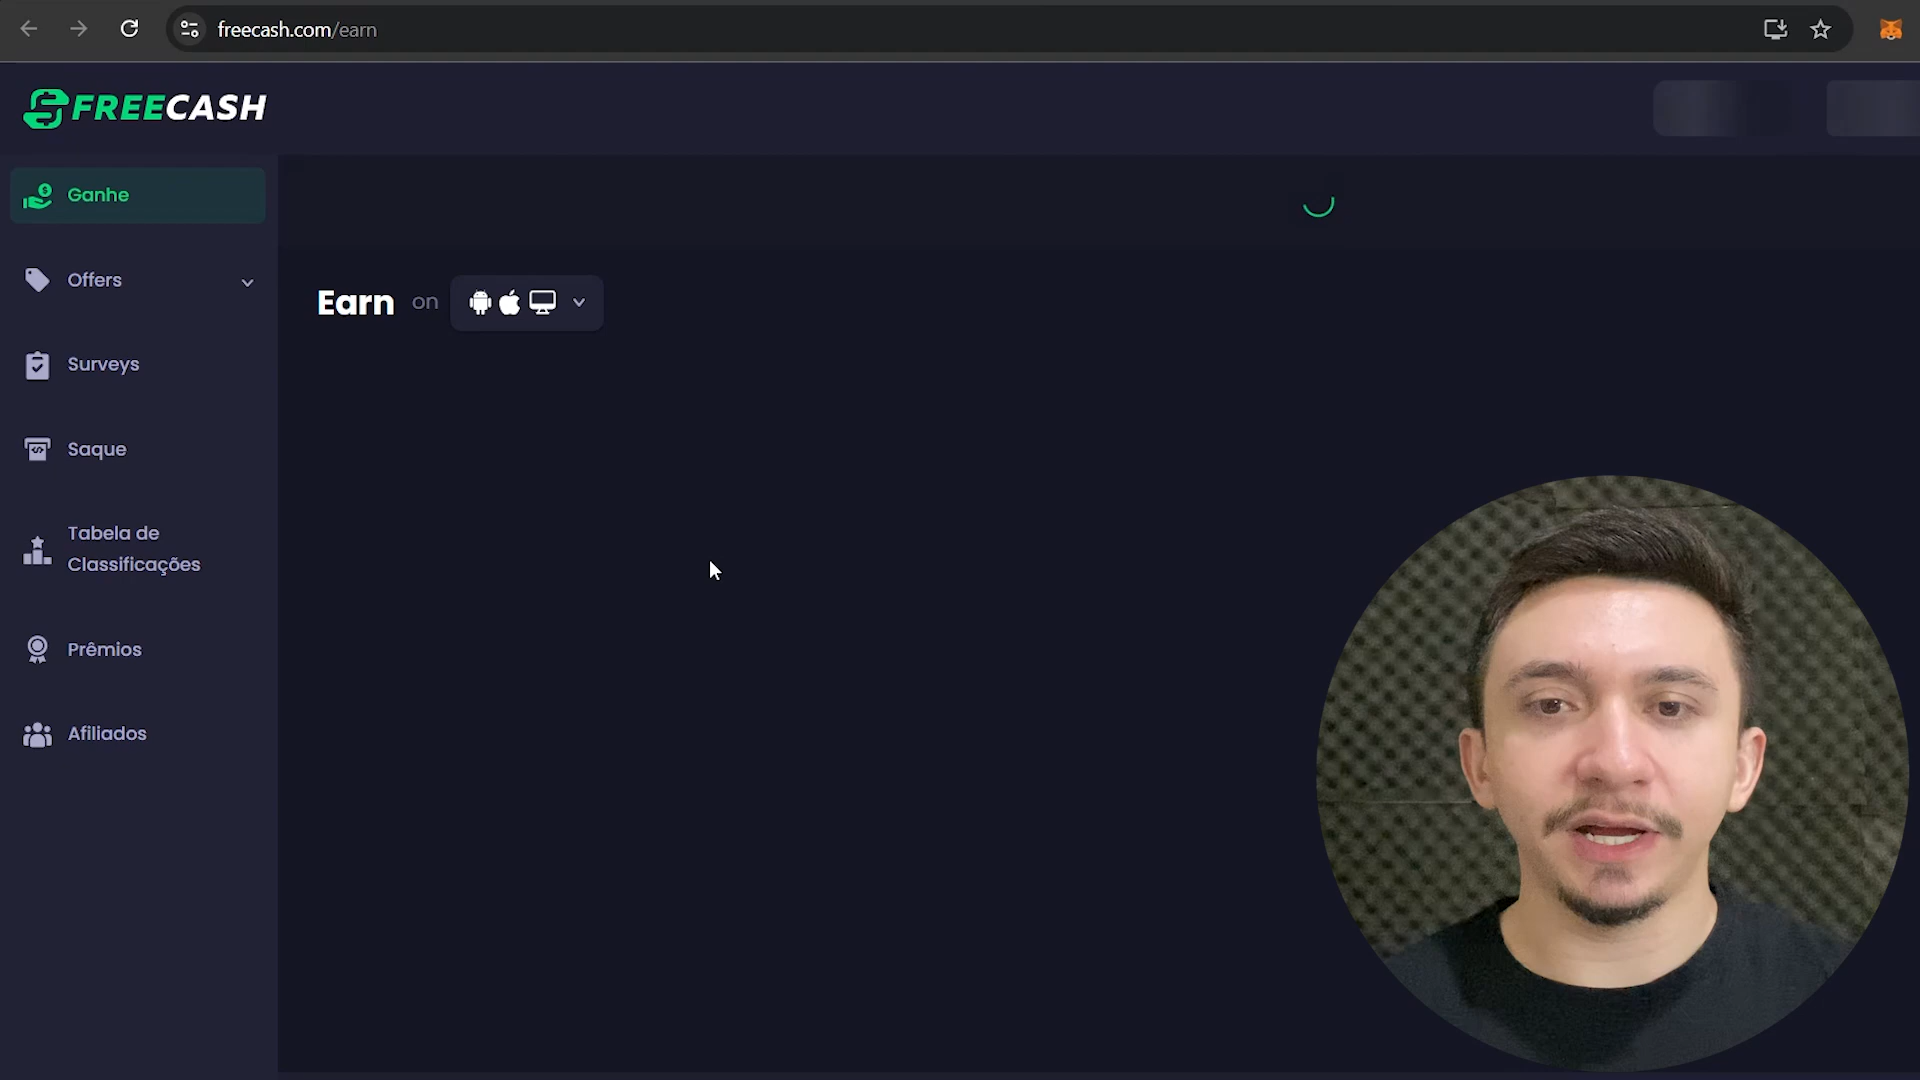 freecash.com/earn
FREECASH
Ganhe
Offers
Surveys
Saque
Tabela de
Classificações
Prêmios
Afiliados
Earn on